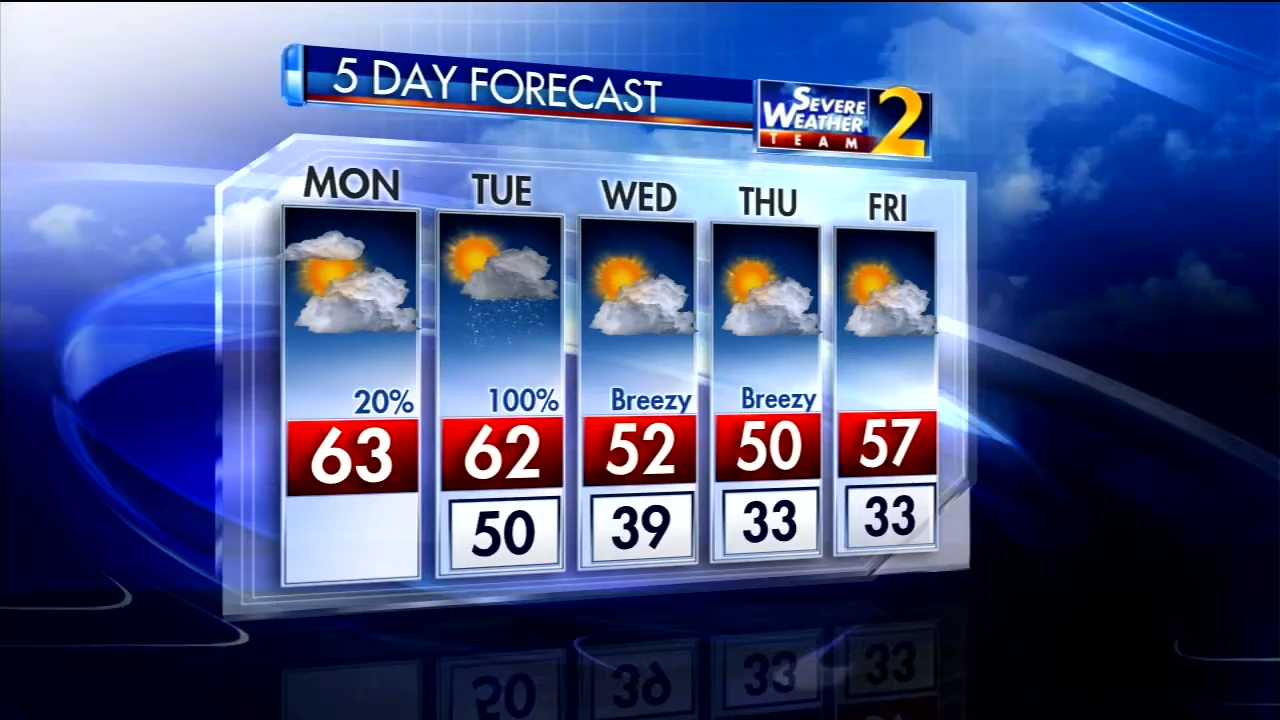 5 DAY FORECAST
SEVERE
WEATHER
TEAM
2
MON TUE WED THU FRI
20% 100% Breezy Breezy
63 62 52 50 57
50 39 33 33